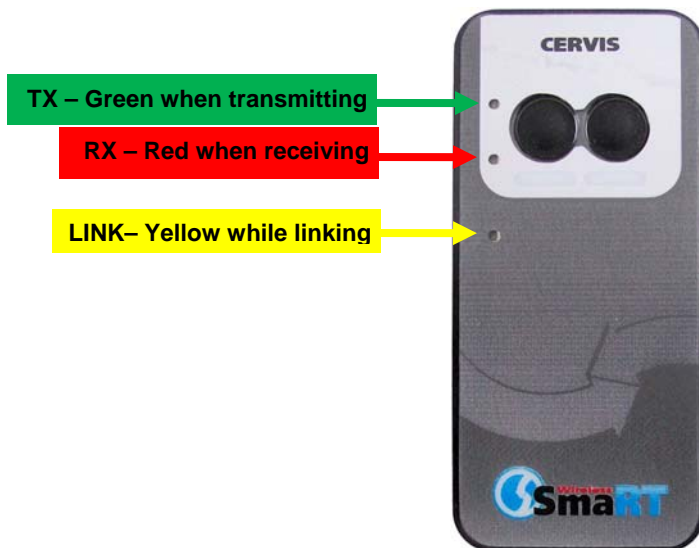 CERVIS
TX – Green when transmitting
RX – Red when receiving
LINK– Yellow while linking
Wireless
SmaRT